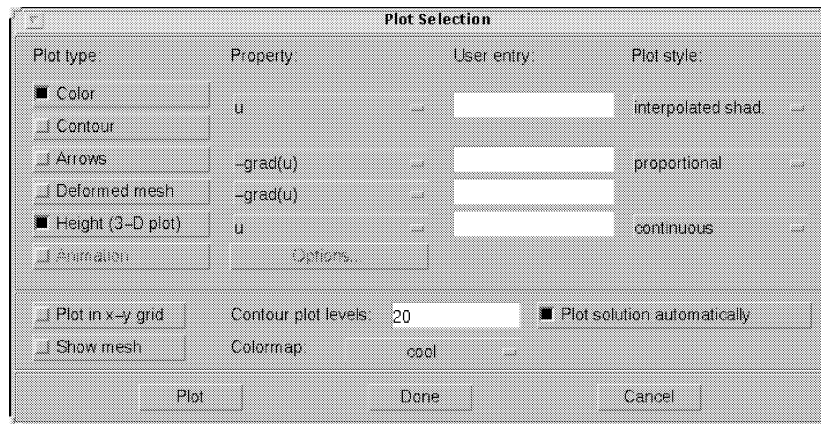 Plot Selection
Plot type: Property: User entry: Plot style:
Color
u interpolated shad.
Contour
Arrows -grad(u) proportional
Deformed mesh -grad(u)
Height (3-D plot) u continuous
Animation Options...
Plot in x-y grid Contour plot levels: 20 Plot solution automatically
Show mesh Colormap: cool
Plot Done Cancel